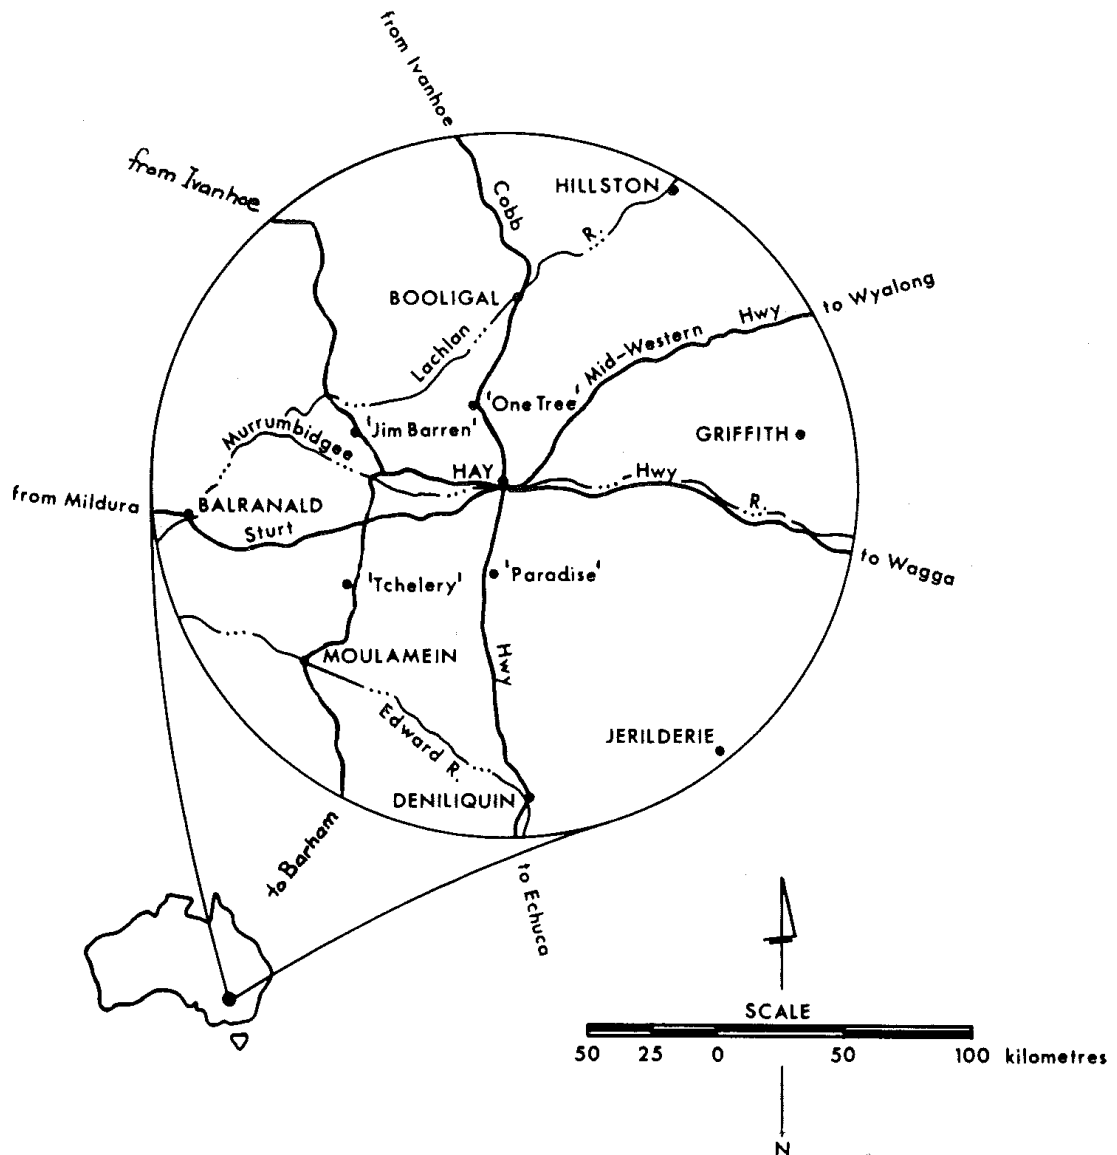 from Ivanhoe
from Ivanhoe
Cobb
HILLSTON
R.
BOOLIGAL
Lachlan
to Wyalong
Hwy
Mid-Western
'One Tree'
'Jim Barren'
Murrumbidgee
GRIFFITH
HAY
Hwy
from Mildura
BALRANALD
Sturt
R.
to Wagga
'Tchelery'
'Paradise'
MOULAMEIN
Hwy
Edward R.
JERILDERIE
DENILIQUIN
to Barham
to Echuca
SCALE
50 25 0 50 100 kilometres
N